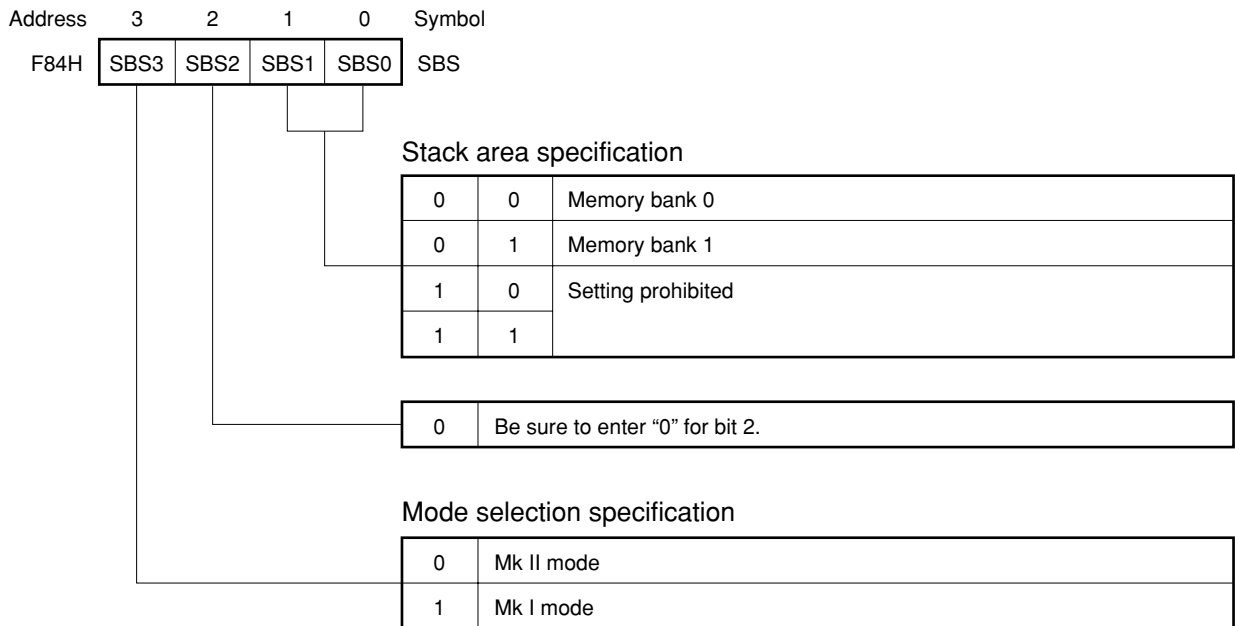 Address 3 2 1 0 Symbol
F84H SBS3 SBS2 SBS1 SBS0 SBS
Stack area specification
0 0 Memory bank 0
0 1 Memory bank 1
1 0 Setting prohibited
1 1
0 Be sure to enter “0” for bit 2.
Mode selection specification
0 Mk II mode
1 Mk I mode